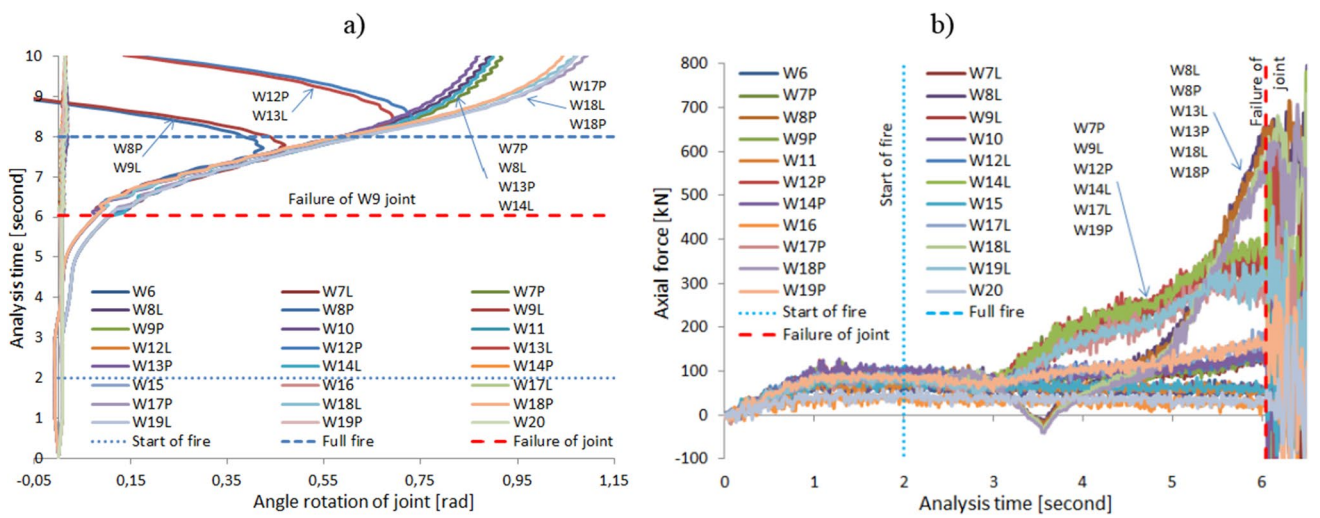 a)
10
9
8
7
6
5
4
3
2
1
0
Analysis time [second]
W12P
W13L
W8P
W9L
W17P
W18L
W18P
W7P
W8L
W13P
W14L
Failure of W9 joint
W6 W7L W7P
W8L W8P W9L
W9P W10 W11
W12L W12P W13L
W13P W14L W14P
W15 W16 W17L
W17P W18L W18P
W19L W19P W20
Start of fire Full fire Failure of joint
-0,05 0,15 0,35 0,55 0,75 0,95 1,15
Angle rotation of joint [rad]
b)
800
700
600
500
400
300
200
100
0
-100
Axial force [kN]
W6 W7L
W7P W8L
W8P W9L
W9P W10
W11 W12L
W12P W14L
W14P W15
W16 W17L
W17P W18L
W18P W19L
W19P W20
Start of fire Full fire
Failure of joint
Start of fire
W7P
W9L
W12P
W14L
W17L
W19P
W8L
W8P
W13L
W13P
W18L
W18P
Failure of
joint
0 1 2 3 4 5 6
Analysis time [second]